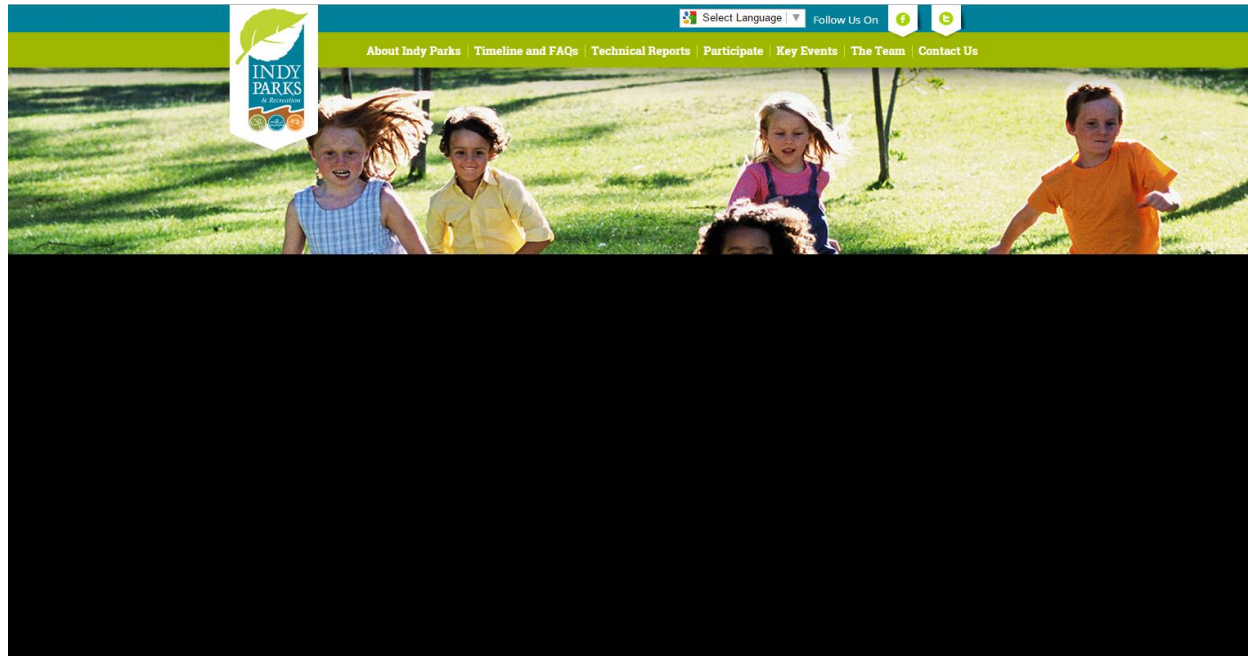 Select Language ▼ Follow Us On
About Indy Parks | Timeline and FAQs | Technical Reports | Participate | Key Events | The Team | Contact Us
INDY
PARKS
& Recreation